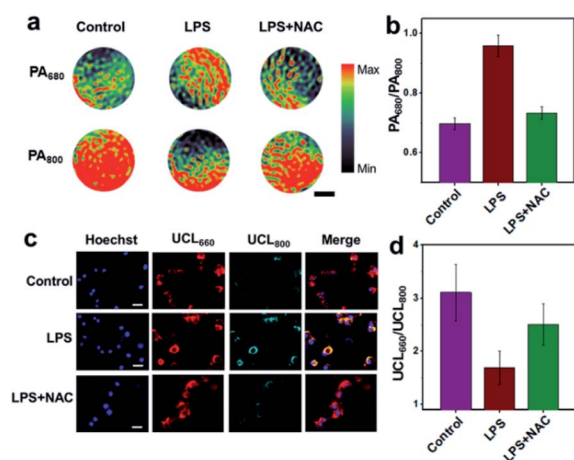 a
Control LPS LPS+NAC
PA680
PA800
Max
Min
b
PA680/PA800
1.0
0.8
0.6
Control
LPS
LPS+NAC
c
Hoechst UCL660 UCL800 Merge
Control
LPS
LPS+NAC
d
UCL660/UCL800
4
3
2
1
Control
LPS
LPS+NAC